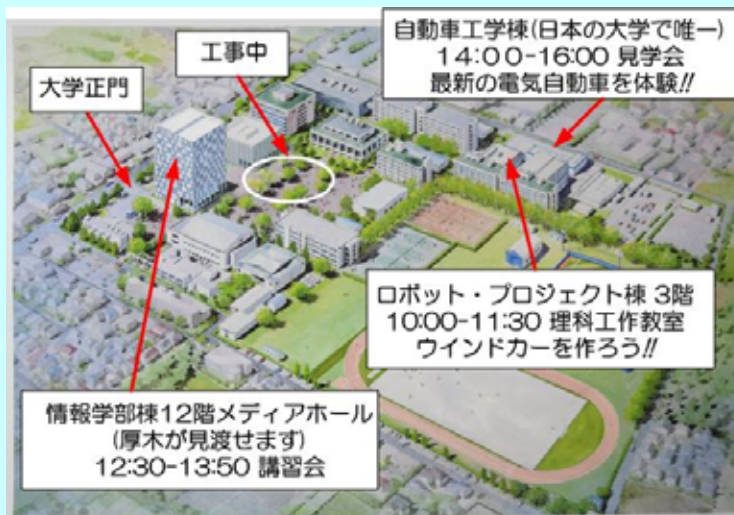 自動車工学棟(日本の大学で唯一)
14:00-16:00 見学会
最新の電気自動車を体験!!
工事中
大学正門
ロボット・プロジェクト棟 3階
10:00-11:30 理科工作教室
ウインドカーを作ろう!!
情報学部棟12階メディアホール
(厚木が見渡せます)
12:30-13:50 講習会